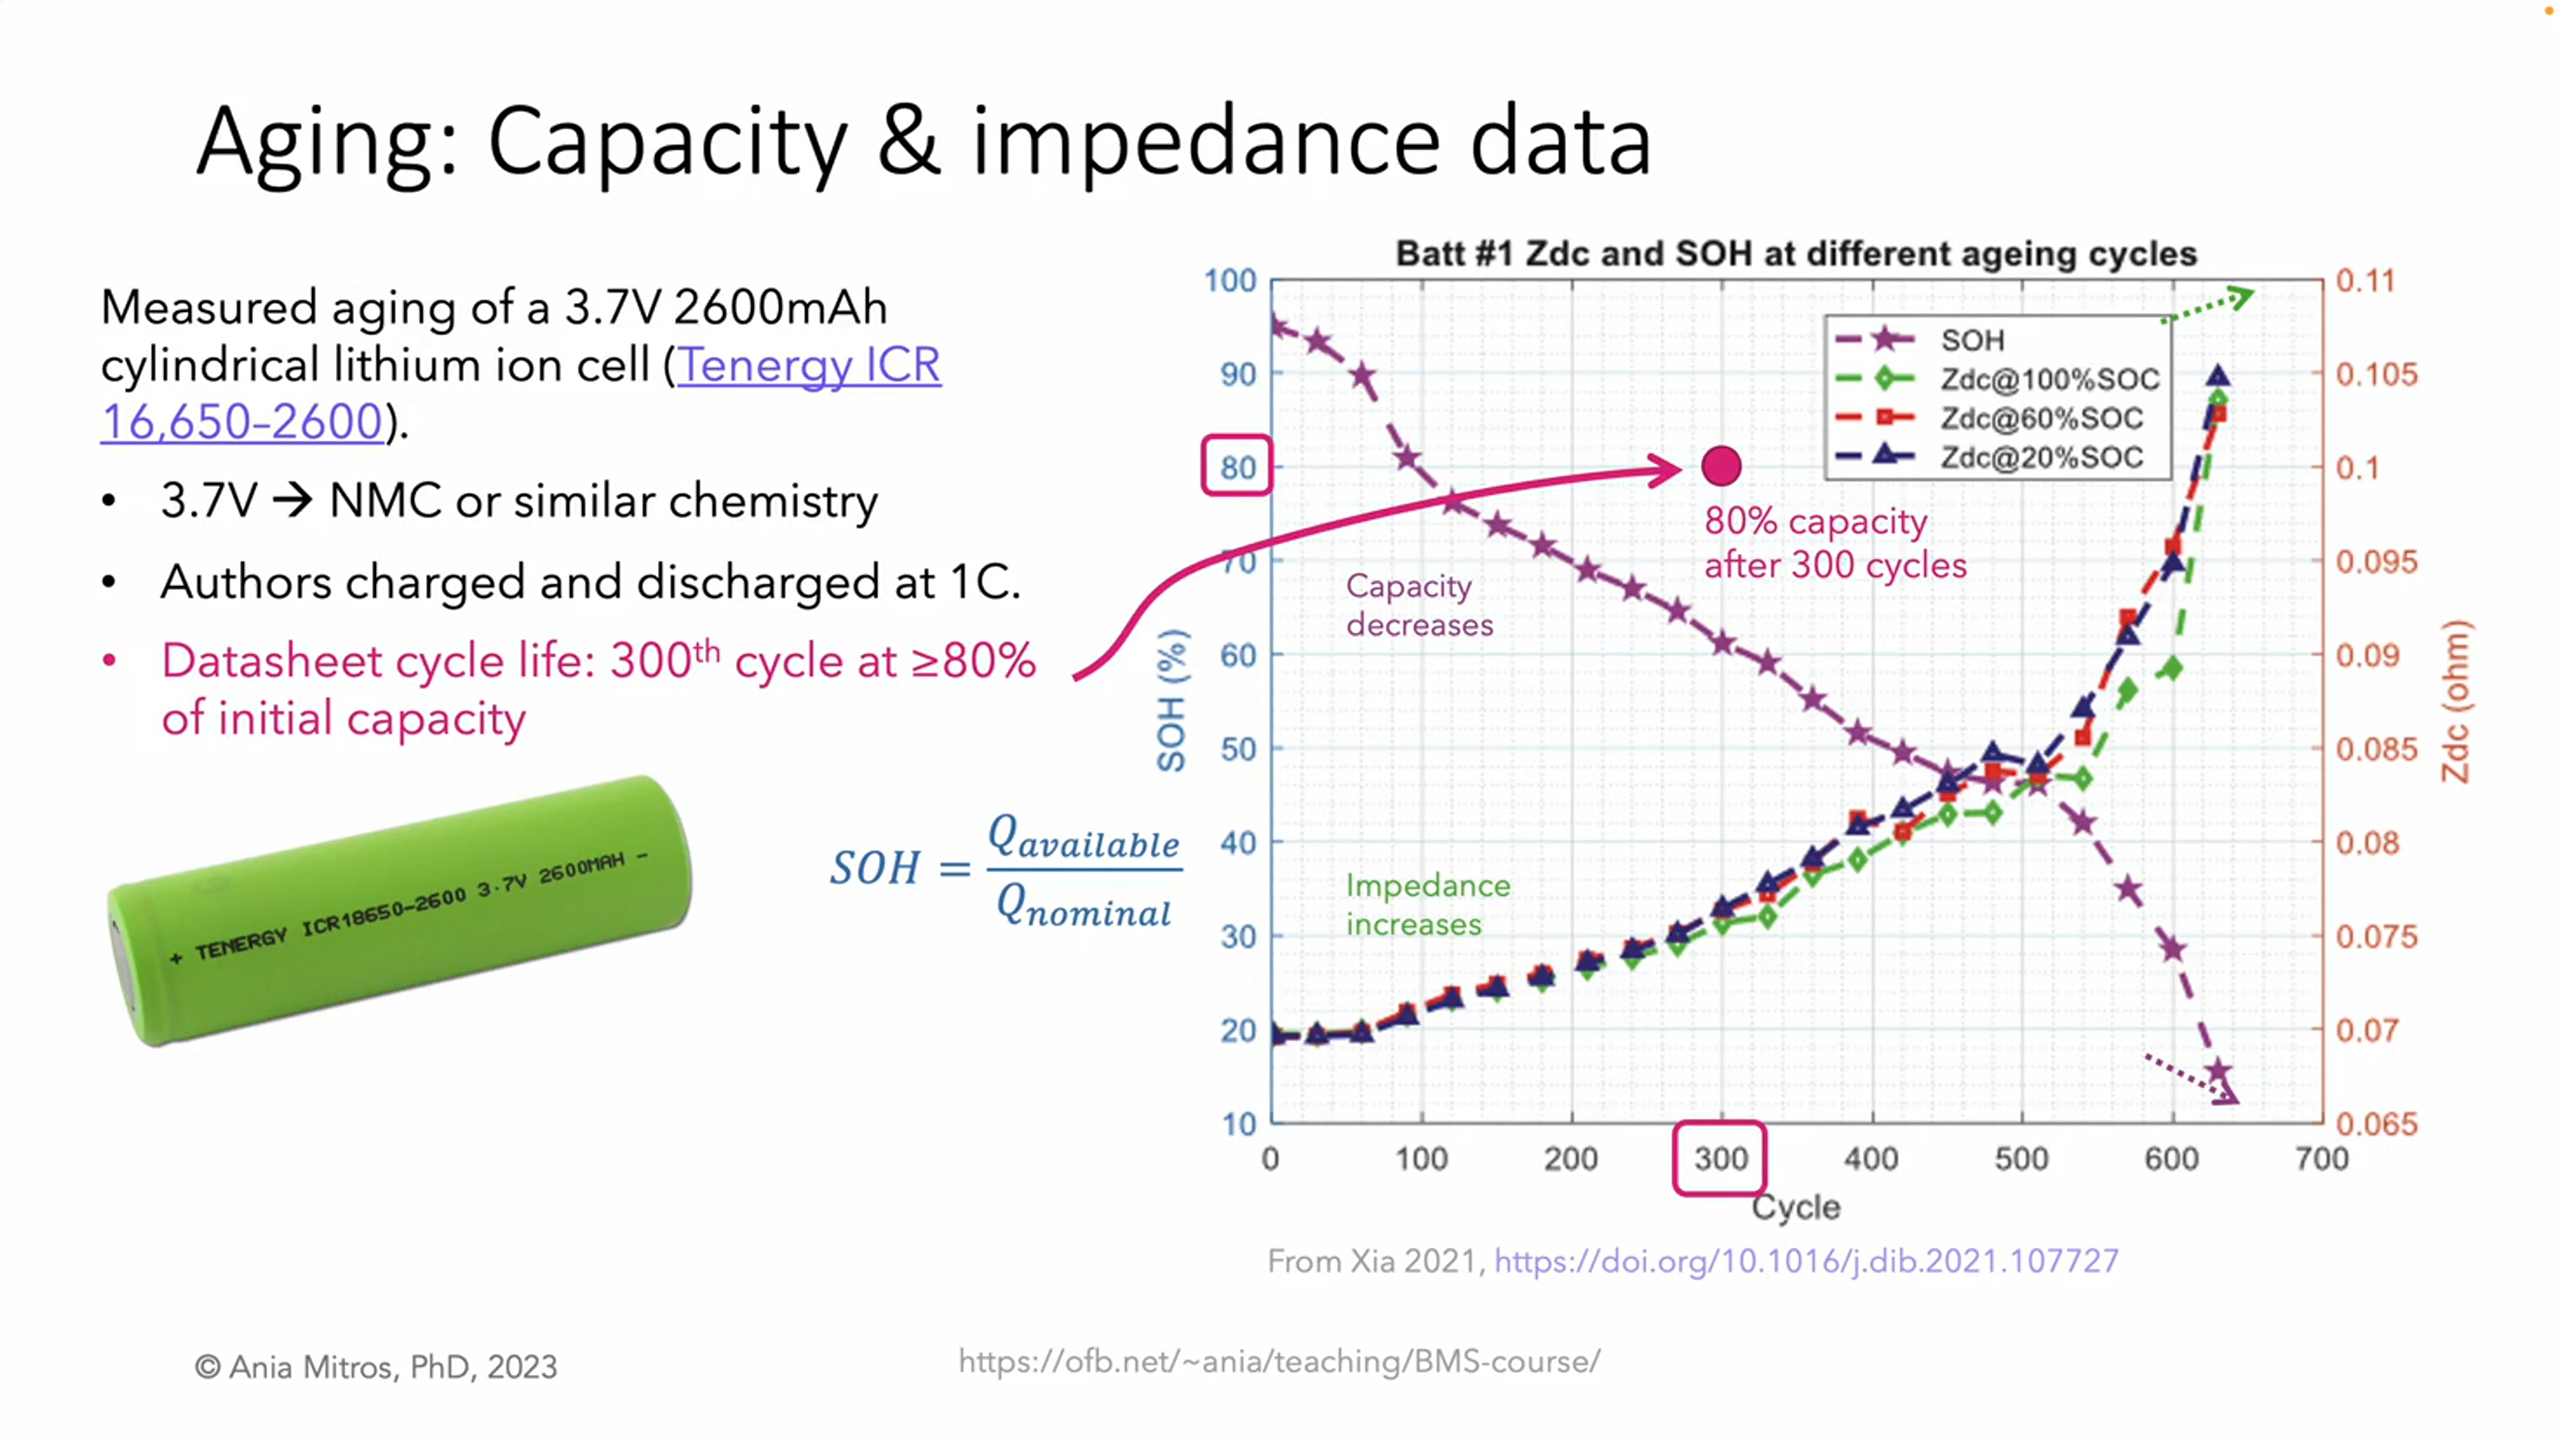 Aging: Capacity & impedance data
Measured aging of a 3.7V 2600mAh
cylindrical lithium ion cell (Tenergy ICR
16,650–2600).
• 3.7V → NMC or similar chemistry
• Authors charged and discharged at 1C.
• Datasheet cycle life: 300th cycle at ≥80%
of initial capacity
+ TENERGY ICR18650-2600 3.7V 2600MAH -
SOH = Qavailable / Qnominal
Batt #1 Zdc and SOH at different ageing cycles
SOH
Zdc@100%SOC
Zdc@60%SOC
Zdc@20%SOC
80% capacity
after 300 cycles
Capacity
decreases
Impedance
increases
SOH (%)
100
90
80
70
60
50
40
30
20
10
Zdc (ohm)
0.11
0.105
0.1
0.095
0.09
0.085
0.08
0.075
0.07
0.065
0 100 200 300 400 500 600 700
Cycle
From Xia 2021, https://doi.org/10.1016/j.dib.2021.107727
© Ania Mitros, PhD, 2023
https://ofb.net/~ania/teaching/BMS-course/